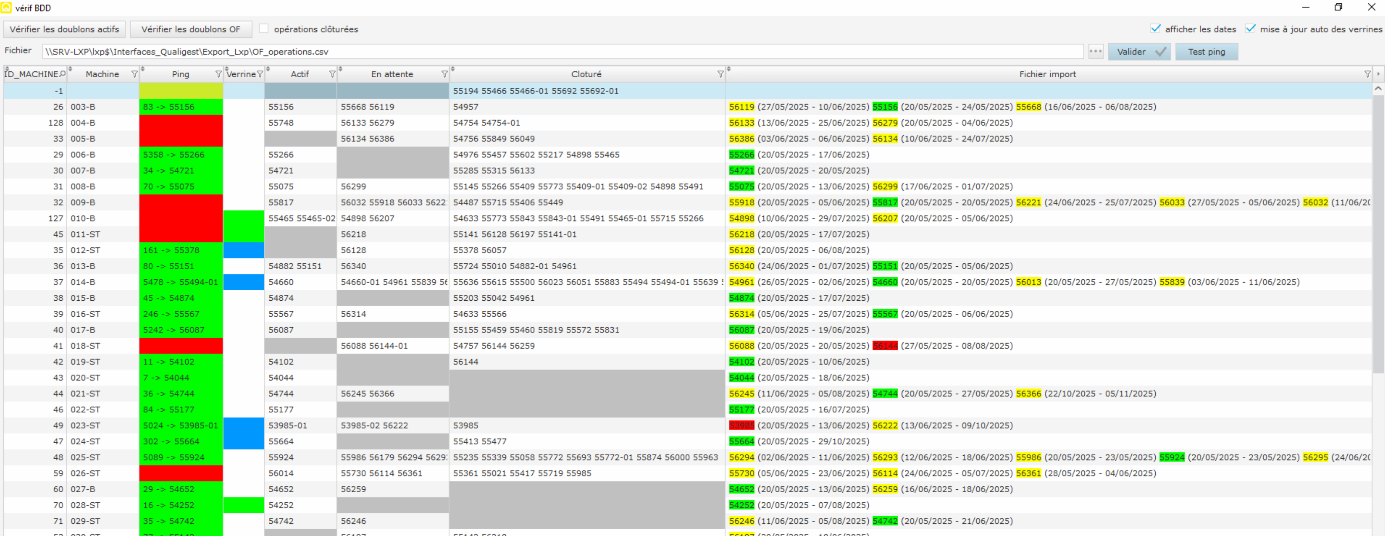 vérif BDD
Vérifier les doublons actifs Vérifier les doublons OF opérations clôturées afficher les dates mise à jour auto des verrines
Fichier \\SRV-LXP\lxp$\Interfaces_Qualigest\Export_Lxp\OF_operations.csv Valider Test ping
ID_MACHINE Machine Ping Verrine Actif En attente Cloturé Fichier import
-1 55194 55466 55466-01 55692 55692-01
26 003-B 83 -> 55156 55156 55668 56119 54957 56119 (27/05/2025 - 10/06/2025) 55156 (20/05/2025 - 24/05/2025) 55668 (16/06/2025 - 06/08/2025)
128 004-B 55748 56133 56279 54754 54754-01 56133 (13/06/2025 - 25/06/2025) 56279 (20/05/2025 - 04/06/2025)
33 005-B 56134 56386 54756 55849 56049 56386 (03/06/2025 - 06/06/2025) 56134 (10/06/2025 - 24/07/2025)
29 006-B 5358 -> 55266 55266 54976 55457 55602 55217 54898 55465 55266 (20/05/2025 - 17/06/2025)
30 007-B 34 -> 54721 54721 55285 55315 56133 54721 (20/05/2025 - 20/05/2025)
31 008-B 70 -> 55075 55075 56299 55145 55266 55409 55773 55409-01 55409-02 54898 55491 55075 (20/05/2025 - 13/06/2025) 56299 (17/06/2025 - 01/07/2025)
32 009-B 55817 56032 55918 56033 5622 54487 55715 55406 55449 55918 (20/05/2025 - 05/06/2025) 55817 (20/05/2025 - 20/05/2025) 56221 (24/06/2025 - 25/07/2025) 56033 (27/05/2025 - 05/06/2025) 56032 (11/06/20
127 010-B 55465 55465-02 54898 56207 54633 55773 55843 55843-01 55491 55465-01 55715 55266 54898 (10/06/2025 - 29/07/2025) 56207 (20/05/2025 - 05/06/2025)
45 011-ST 56218 55141 56128 56197 55141-01 56218 (20/05/2025 - 17/07/2025)
35 012-ST 161 -> 55378 56128 55378 56057 56128 (20/05/2025 - 06/08/2025)
36 013-B 80 -> 55151 54882 55151 56340 55724 55010 54882-01 54961 56340 (24/06/2025 - 01/07/2025) 55151 (20/05/2025 - 05/06/2025)
37 014-B 5478 -> 55494-01 54660 54660-01 54961 55839 56 55636 55615 55500 56023 56051 55883 55494 55494-01 55639 5 54961 (26/05/2025 - 02/06/2025) 54660 (20/05/2025 - 20/05/2025) 56013 (20/05/2025 - 27/05/2025) 55839 (03/06/2025 - 11/06/2025)
38 015-B 45 -> 54874 54874 55203 55042 54961 54874 (20/05/2025 - 17/07/2025)
39 016-ST 246 -> 55567 55567 56314 54633 55566 56314 (05/06/2025 - 25/07/2025) 55567 (20/05/2025 - 06/06/2025)
40 017-B 5242 -> 56087 56087 55155 55459 55460 55819 55572 55831 56087 (20/05/2025 - 19/06/2025)
41 018-ST 56088 56144-01 54757 56144 56259 56088 (20/05/2025 - 20/05/2025) 56144 (27/05/2025 - 08/08/2025)
42 019-ST 11 -> 54102 54102 56144 54102 (20/05/2025 - 10/06/2025)
43 020-ST 7 -> 54044 54044 54044 (20/05/2025 - 18/06/2025)
44 021-ST 36 -> 54744 54744 56245 56366 56245 (11/06/2025 - 05/08/2025) 54744 (20/05/2025 - 27/05/2025) 56366 (22/10/2025 - 05/11/2025)
46 022-ST 84 -> 55177 55177 55177 (20/05/2025 - 16/07/2025)
49 023-ST 5024 -> 53985-01 53985-01 53985-02 56222 53985 (20/05/2025 - 13/06/2025) 56222 (13/06/2025 - 09/10/2025)
47 024-ST 302 -> 55664 55664 55413 55477 55664 (20/05/2025 - 29/10/2025)
48 025-ST 5089 -> 55924 55924 55986 56179 56294 5629 55235 55339 55058 55772 55693 55772-01 55874 56000 55963 56294 (02/06/2025 - 11/06/2025) 56293 (12/06/2025 - 18/06/2025) 55986 (20/05/2025 - 23/05/2025) 55924 (20/05/2025 - 23/05/2025) 56295 (24/06/20
59 026-ST 56014 55730 56114 56361 55361 55021 55417 55719 55985 55730 (05/06/2025 - 23/06/2025) 56114 (24/06/2025 - 05/07/2025) 56361 (28/05/2025 - 04/06/2025)
60 027-B 29 -> 54652 54652 56259 54652 (20/05/2025 - 13/06/2025) 56259 (16/06/2025 - 18/06/2025)
70 028-ST 16 -> 54252 54252 54252 (20/05/2025 - 07/08/2025)
71 029-ST 35 -> 54742 54742 56246 56246 (11/06/2025 - 05/08/2025) 54742 (20/05/2025 - 21/06/2025)